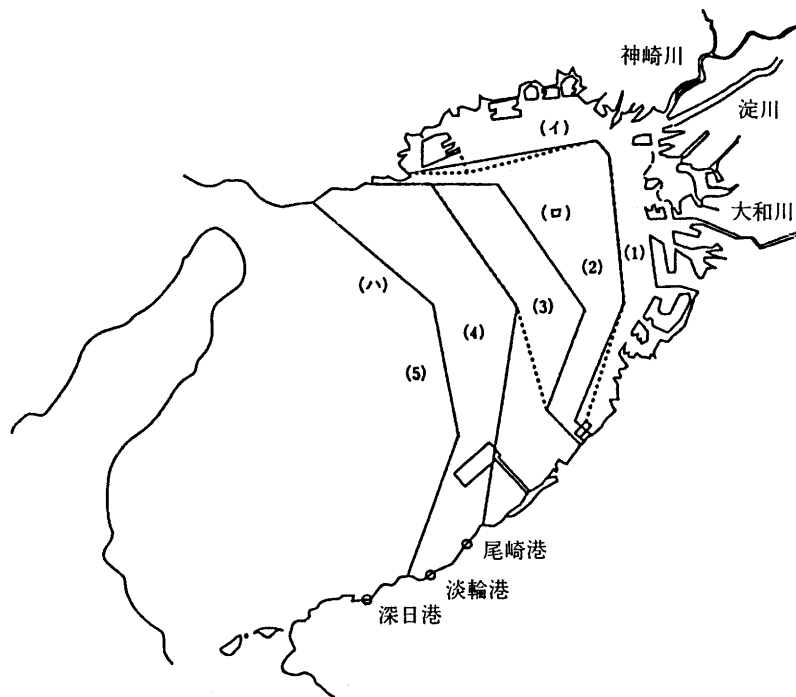 神崎川
淀川
(イ)
大和川
(ロ)
(1)
(2)
(ハ)
(3)
(4)
(5)
尾崎港
淡輪港
深日港